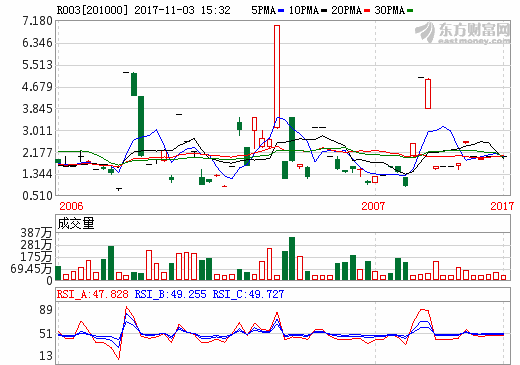 R003[201000] 2017-11-03 15:32 5PMA 10PMA 20PMA 30PMA
7.180
6.346
5.513
4.679
3.845
3.011
2.177
1.344
0.510
东方财富网
eastmoney.com
2006 2007 2017
成交量
387万
281万
175万
69.45万
0
RSI_A:47.828 RSI_B:49.255 RSI_C:49.727
89
51
13